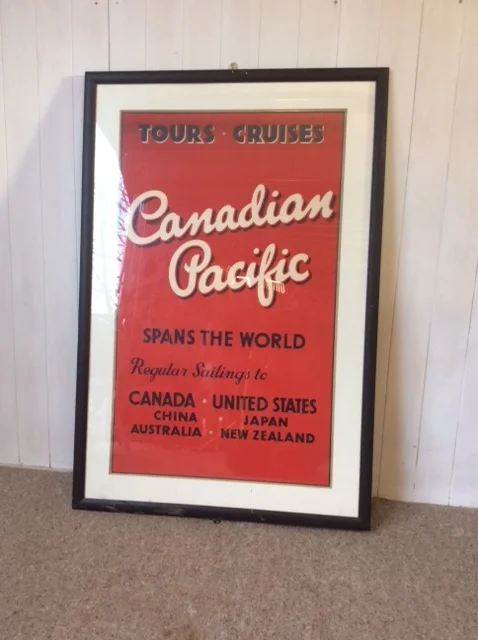 TOURS · CRUISES
Canadian
Pacific
SPANS THE WORLD
Regular Sailings to
CANADA · UNITED STATES
CHINA · JAPAN
AUSTRALIA · NEW ZEALAND